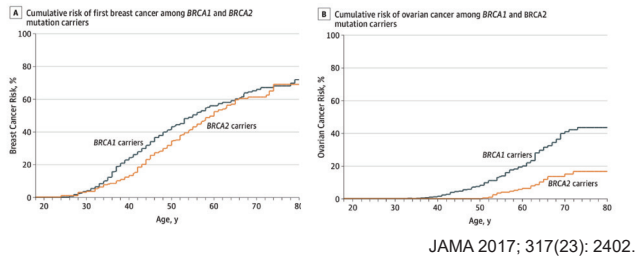 A Cumulative risk of first breast cancer among BRCA1 and BRCA2
mutation carriers
100
80
60
40
20
0
Breast Cancer Risk, %
BRCA1 carriers
BRCA2 carriers
20 30 40 50 60 70 80
Age, y
B Cumulative risk of ovarian cancer among BRCA1 and BRCA2
mutation carriers
100
80
60
40
20
0
Ovarian Cancer Risk, %
BRCA1 carriers
BRCA2 carriers
20 30 40 50 60 70 80
Age, y
JAMA 2017; 317(23): 2402.